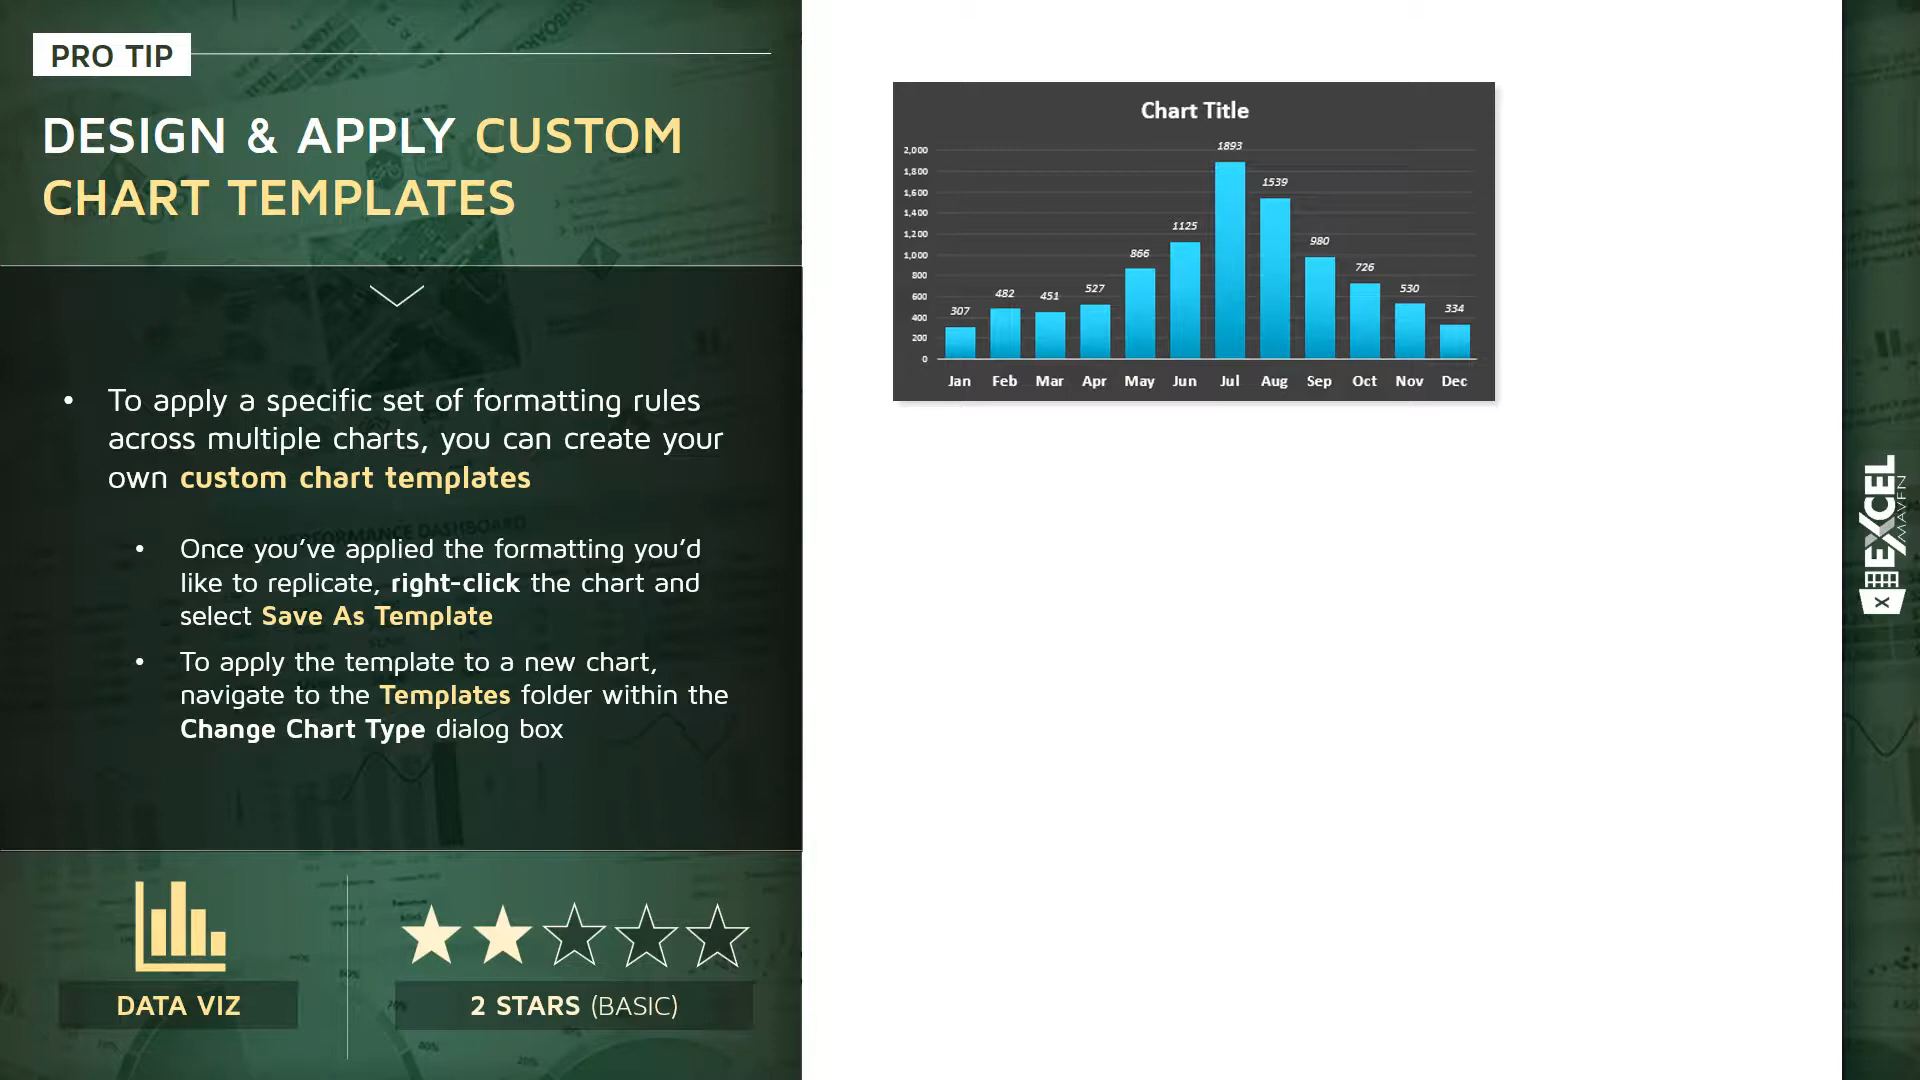 PRO TIP
DESIGN & APPLY CUSTOM
CHART TEMPLATES
• To apply a specific set of formatting rules
across multiple charts, you can create your
own custom chart templates
• Once you’ve applied the formatting you’d
like to replicate, right-click the chart and
select Save As Template
• To apply the template to a new chart,
navigate to the Templates folder within the
Change Chart Type dialog box
DATA VIZ
2 STARS (BASIC)
Chart Title
2,000
1,800
1,600
1,400
1,200
1,000
800
600
400
200
0
307 482 451 527 866 1125 1893 1539 980 726 530 334
Jan Feb Mar Apr May Jun Jul Aug Sep Oct Nov Dec
X EXCEL
MAVEN